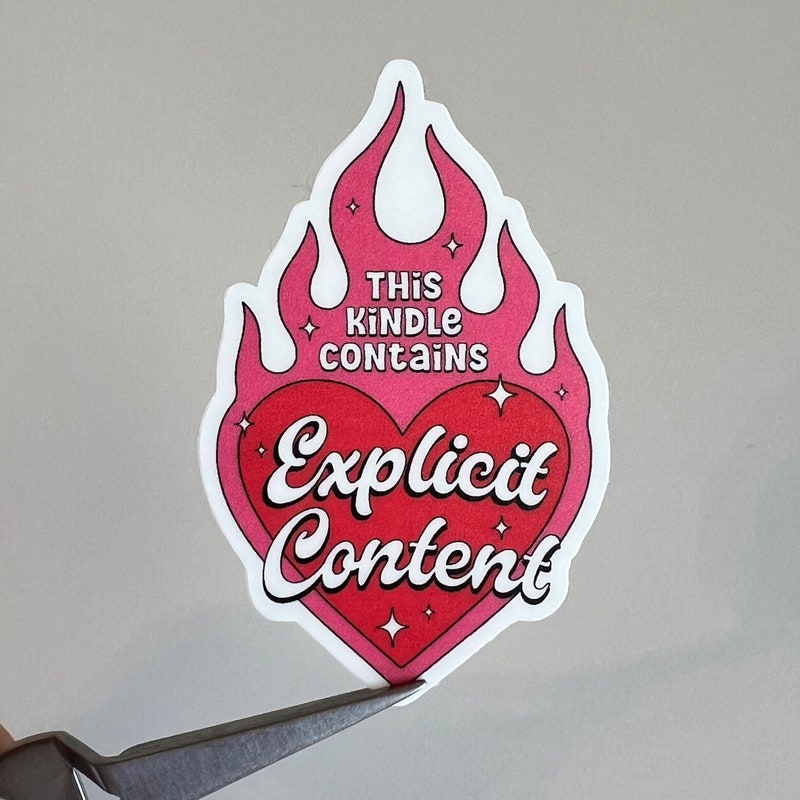 THiS
KiNDLe
CONtaiNS
Explicit
Content